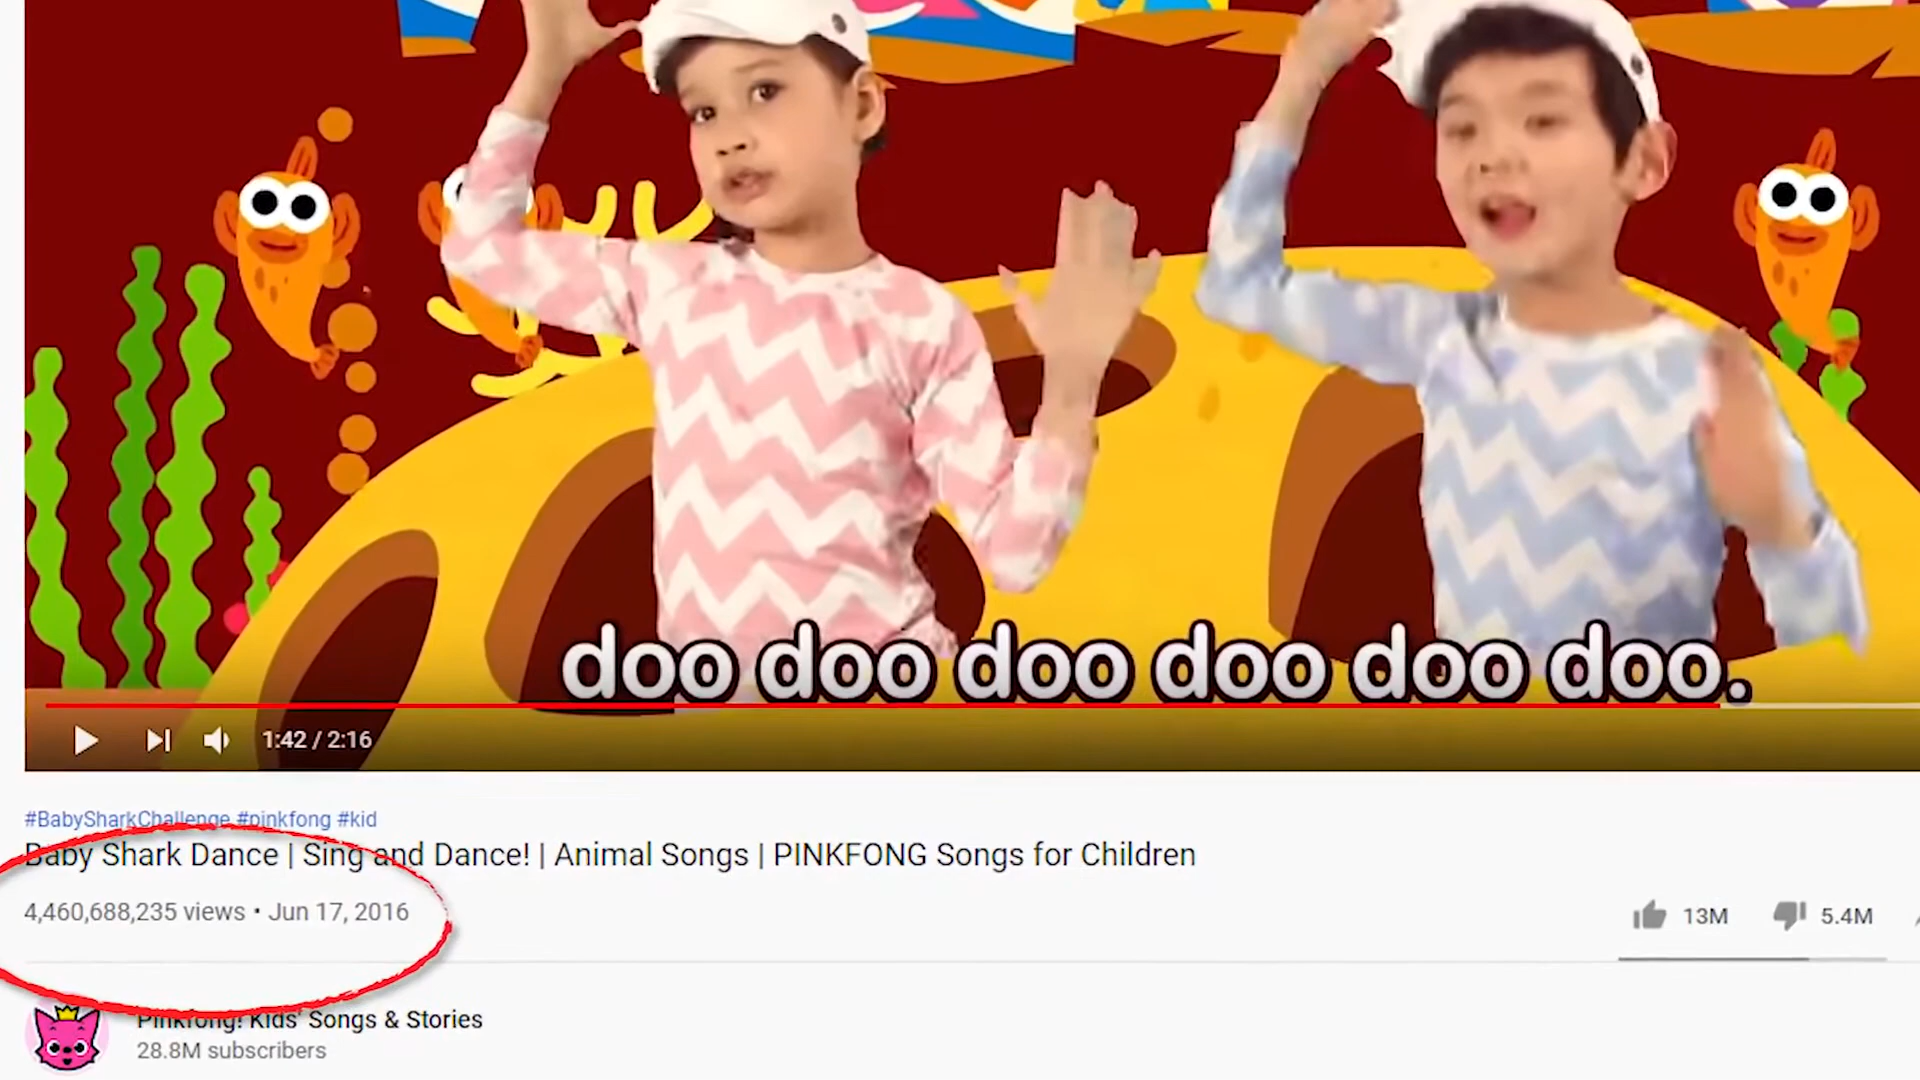 doo doo doo doo doo doo.
1:42 / 2:16
#BabySharkChallenge #pinkfong #kid
Baby Shark Dance | Sing and Dance! | Animal Songs | PINKFONG Songs for Children
4,460,688,235 views • Jun 17, 2016
13M 5.4M
Pinkfong! Kids' Songs & Stories
28.8M subscribers